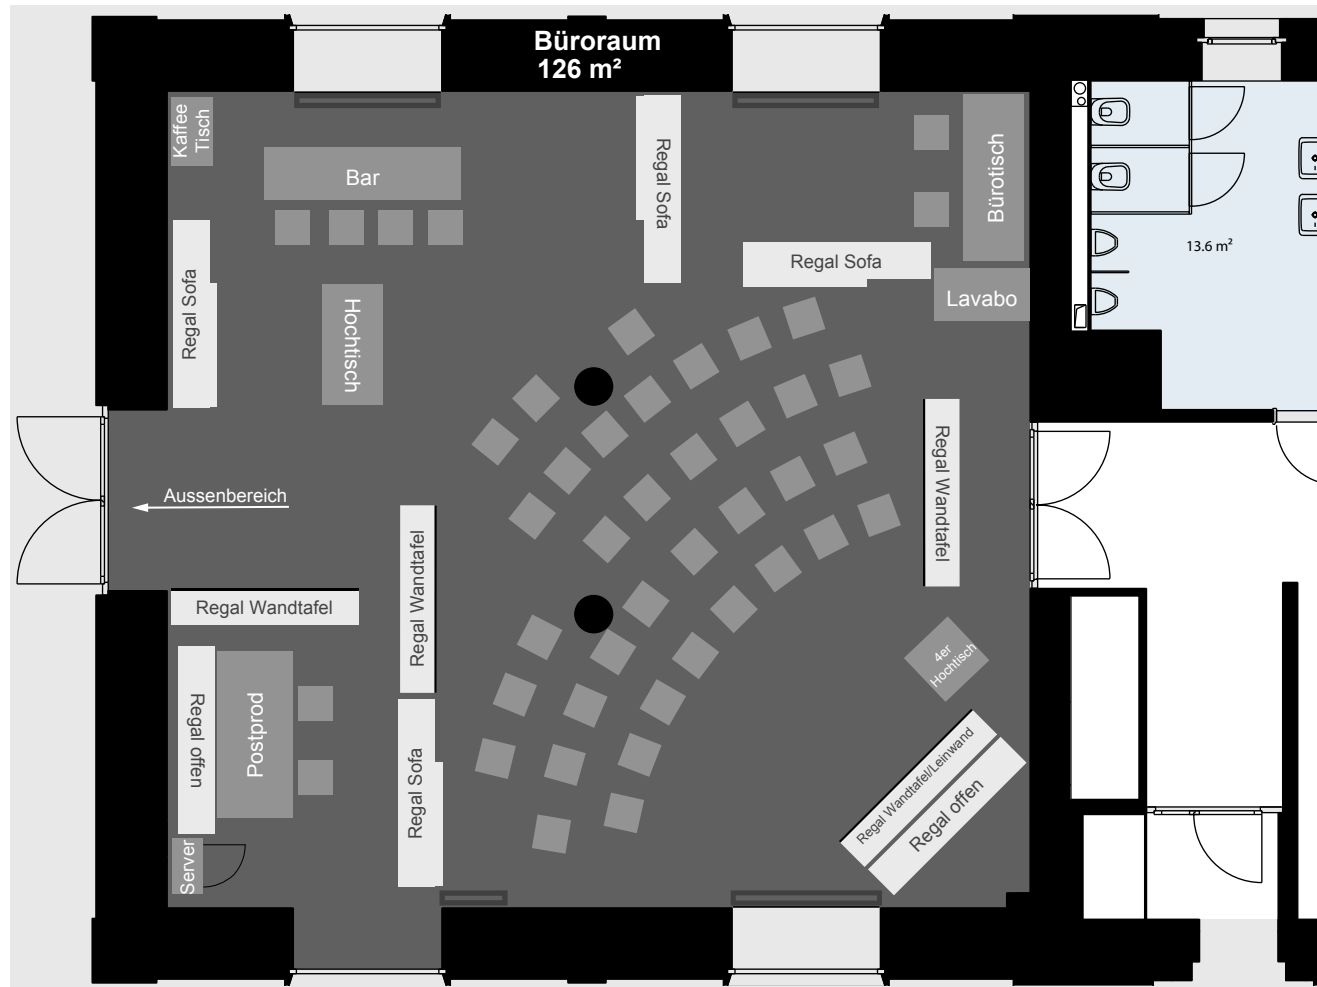 Büroraum
126 m²
Kaffee
Tisch
Bar
Regal Sofa
Bürotisch
13.6 m²
Regal Sofa
Regal Sofa
Lavabo
Hochtisch
Aussenbereich
Regal Wandtafel
Regal Wandtafel
Regal Wandtafel
4er
Hochtisch
Regal offen
Postprod
Regal Sofa
Regal Wandtafel/Leinwand
Regal offen
Server